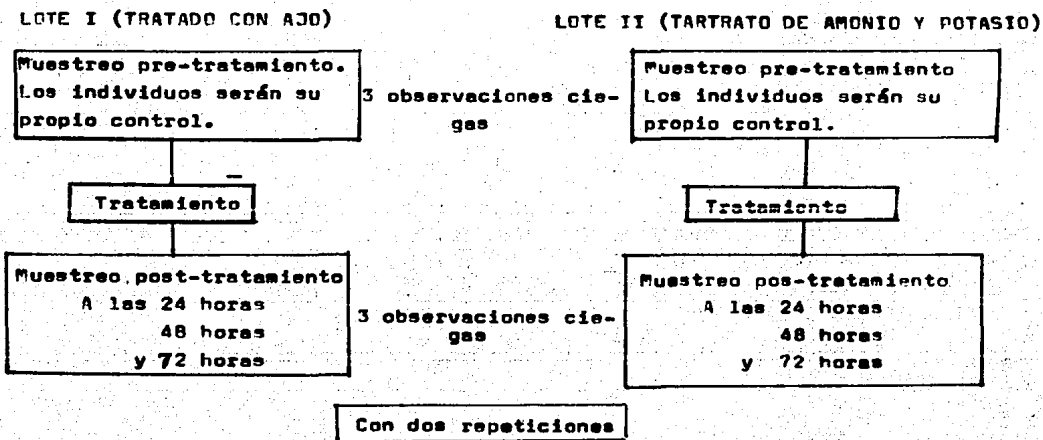 LOTE I (TRATADO CON AJO)
LOTE II (TARTRATO DE AMONIO Y POTASIO)
Muestreo pre-tratamiento.
Los individuos serán su
propio control.
3 observaciones cie-
gas
Muestreo pre-tratamiento
Los individuos serán su
propio control.
Tratamiento
Tratamiento
Muestreo post-tratamiento
A las 24 horas
48 horas
y 72 horas
3 observaciones cie-
gas
Muestreo pos-tratamiento
A las 24 horas
48 horas
y 72 horas
Con dos repeticiones